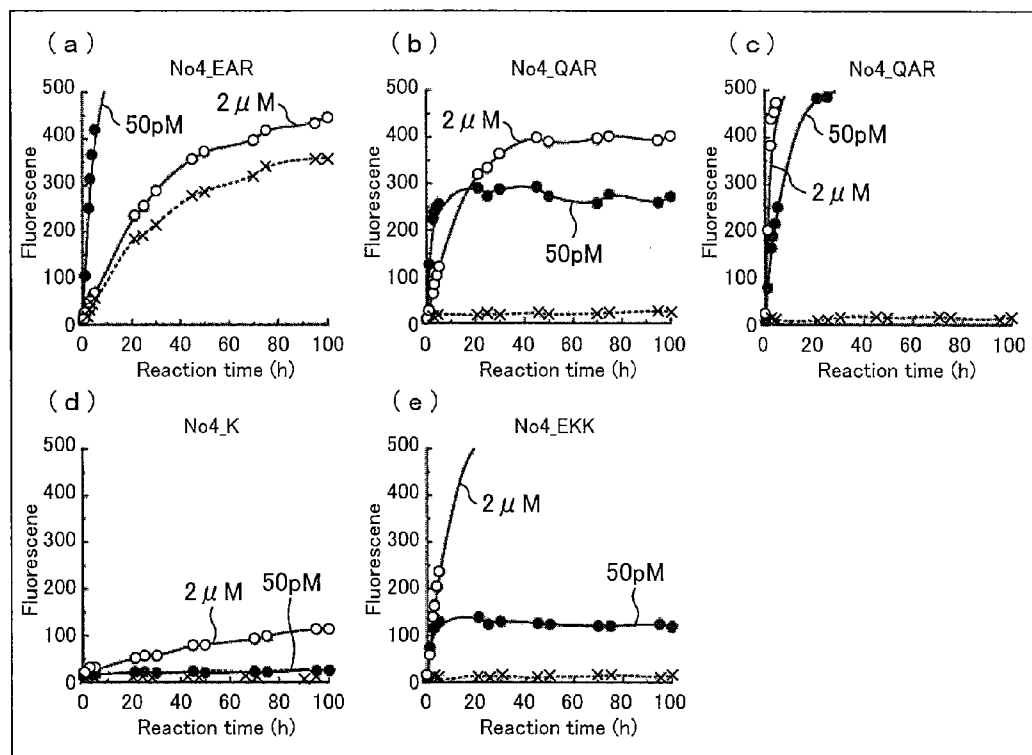 (a)
No4_EAR
500
400
300
200
100
0
0 20 40 60 80 100
Fluorescene
Reaction time (h)
50pM
2μM
(b)
No4_QAR
500
400
300
200
100
0
0 20 40 60 80 100
Fluorescene
Reaction time (h)
2μM
50pM
(c)
No4_QAR
500
400
300
200
100
0
0 20 40 60 80 100
Fluorescene
Reaction time (h)
50pM
2μM
(d)
No4_K
500
400
300
200
100
0
0 20 40 60 80 100
Fluorescene
Reaction time (h)
2μM
50pM
(e)
No4_EKK
500
400
300
200
100
0
0 20 40 60 80 100
Fluorescene
Reaction time (h)
2μM
50pM